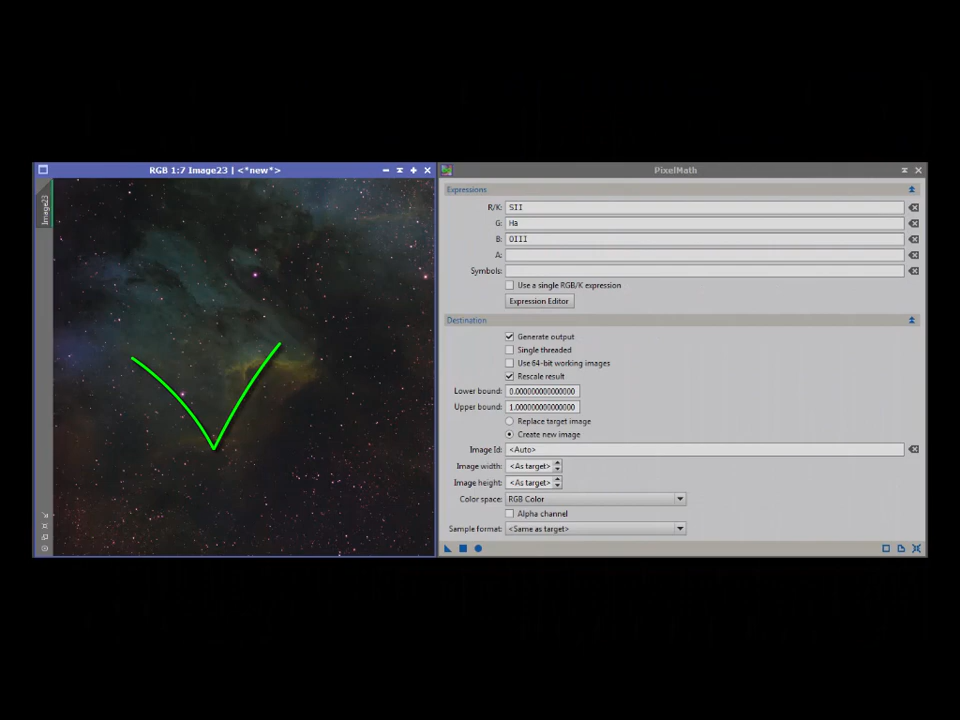 RGB 1:7 Image23 | <*new*>
Image23
PixelMath
Expressions
R/K: SII
G: Ha
B: OIII
A:
Symbols:
Use a single RGB/K expression
Expression Editor
Destination
Generate output
Single threaded
Use 64-bit working images
Rescale result
Lower bound: 0.000000000000000
Upper bound: 1.000000000000000
Replace target image
Create new image
Image Id: <Auto>
Image width: <As target>
Image height: <As target>
Color space: RGB Color
Alpha channel
Sample format: <Same as target>